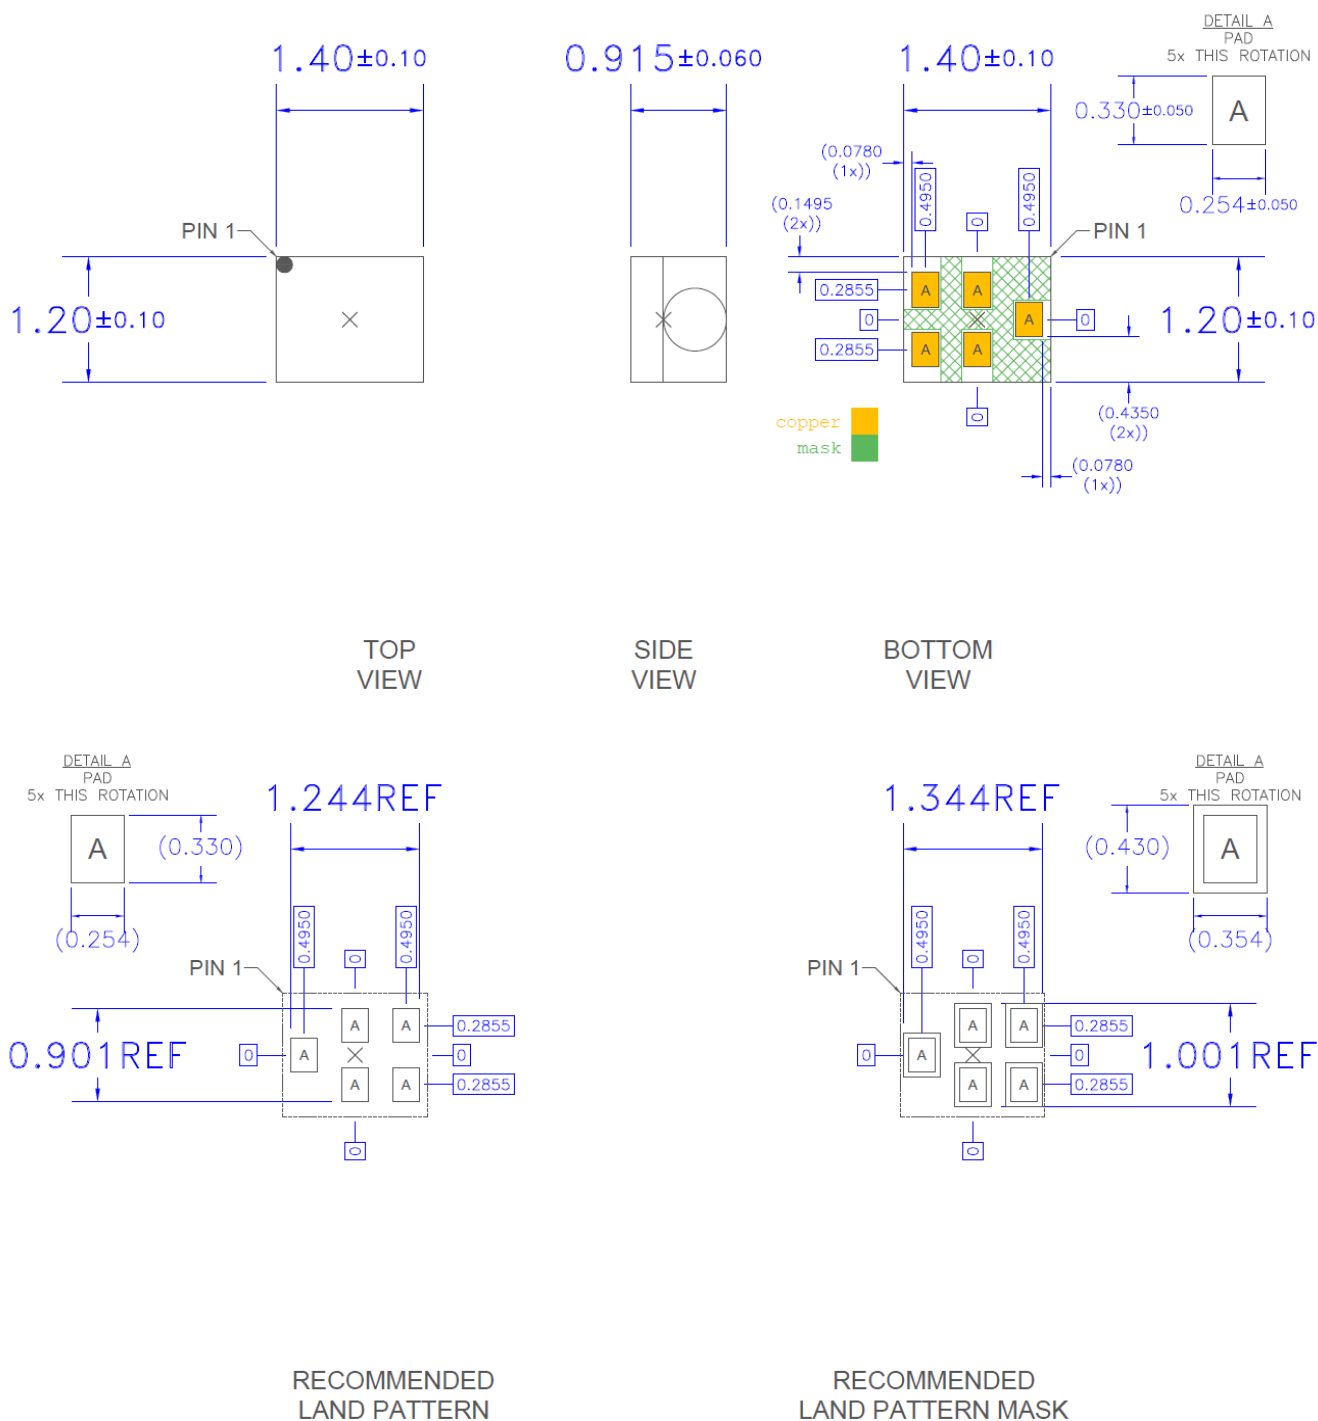 DETAIL A
PAD
5x THIS ROTATION
1.40±0.10
0.915±0.060
1.40±0.10
A
0.330±0.050
0.254±0.050
(0.0780
(1x))
0.4950
0.4950
(0.1495
(2x))
0
PIN 1
PIN 1
A
A
0.2855
1.20±0.10
0
A
0
1.20±0.10
0.2855
A
A
0
(0.4350
(2x))
copper
mask
(0.0780
(1x))
TOP
VIEW
SIDE
VIEW
BOTTOM
VIEW
DETAIL A
PAD
5x THIS ROTATION
1.244REF
A
(0.330)
(0.254)
0.4950
0.4950
0
PIN 1
A
A
0.2855
0.901REF
0
A
0
A
A
0.2855
0
RECOMMENDED
LAND PATTERN
DETAIL A
PAD
5x THIS ROTATION
1.344REF
(0.430)
A
(0.354)
0.4950
0.4950
0
PIN 1
A
A
0.2855
0
A
0
1.001REF
A
A
0.2855
0
RECOMMENDED
LAND PATTERN MASK